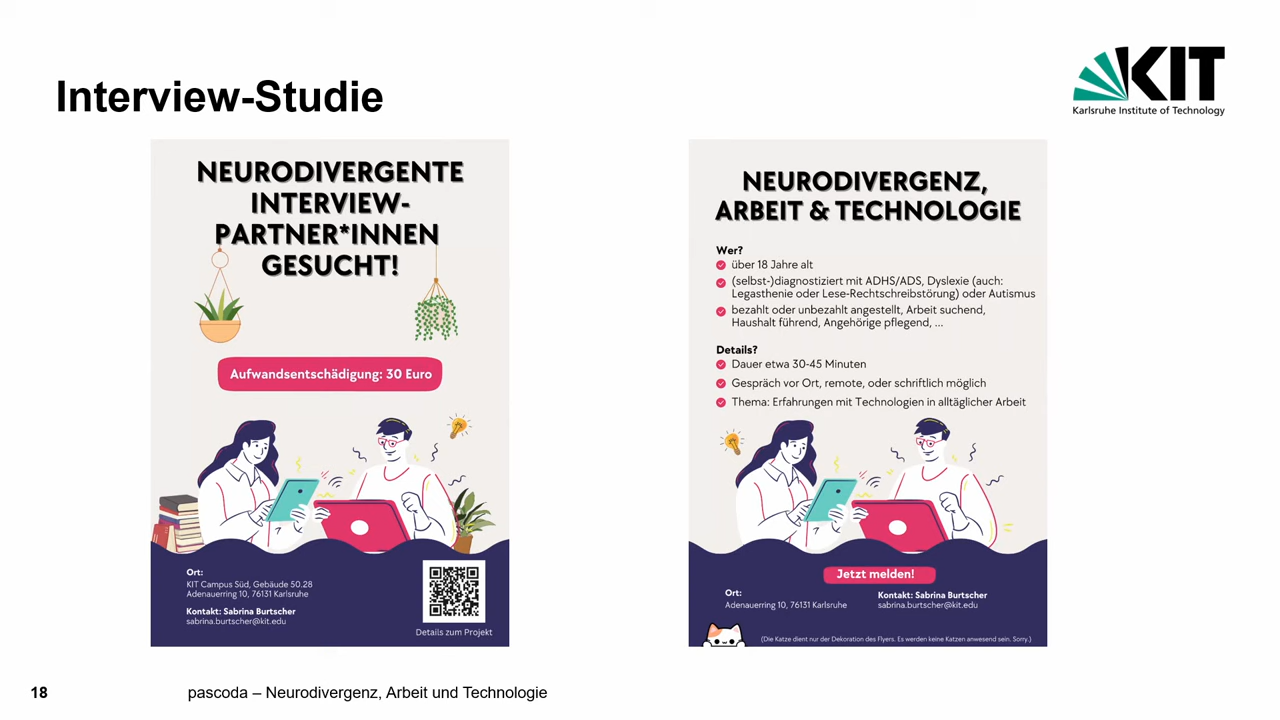 Interview-Studie
KIT
Karlsruhe Institute of Technology
NEURODIVERGENTE
INTERVIEW-
PARTNER*INNEN
GESUCHT!
Aufwandsentschädigung: 30 Euro
Ort:
KIT Campus Süd, Gebäude 50.28
Adenauerring 10, 76131 Karlsruhe
Kontakt: Sabrina Burtscher
sabrina.burtscher@kit.edu
Details zum Projekt
NEURODIVERGENZ,
ARBEIT & TECHNOLOGIE
Wer?
über 18 Jahre alt
(selbst-)diagnostiziert mit ADHS/ADS, Dyslexie (auch:
Legasthenie oder Lese-Rechtschreibstörung) oder Autismus
bezahlt oder unbezahlt angestellt, Arbeit suchend,
Haushalt führend, Angehörige pflegend, ...
Details?
Dauer etwa 30-45 Minuten
Gespräch vor Ort, remote, oder schriftlich möglich
Thema: Erfahrungen mit Technologien in alltäglicher Arbeit
Jetzt melden!
Ort:
Adenauerring 10, 76131 Karlsruhe
Kontakt: Sabrina Burtscher
sabrina.burtscher@kit.edu
(Die Katze dient nur der Dekoration des Flyers. Es werden keine Katzen anwesend sein. Sorry.)
18
pascoda – Neurodivergenz, Arbeit und Technologie